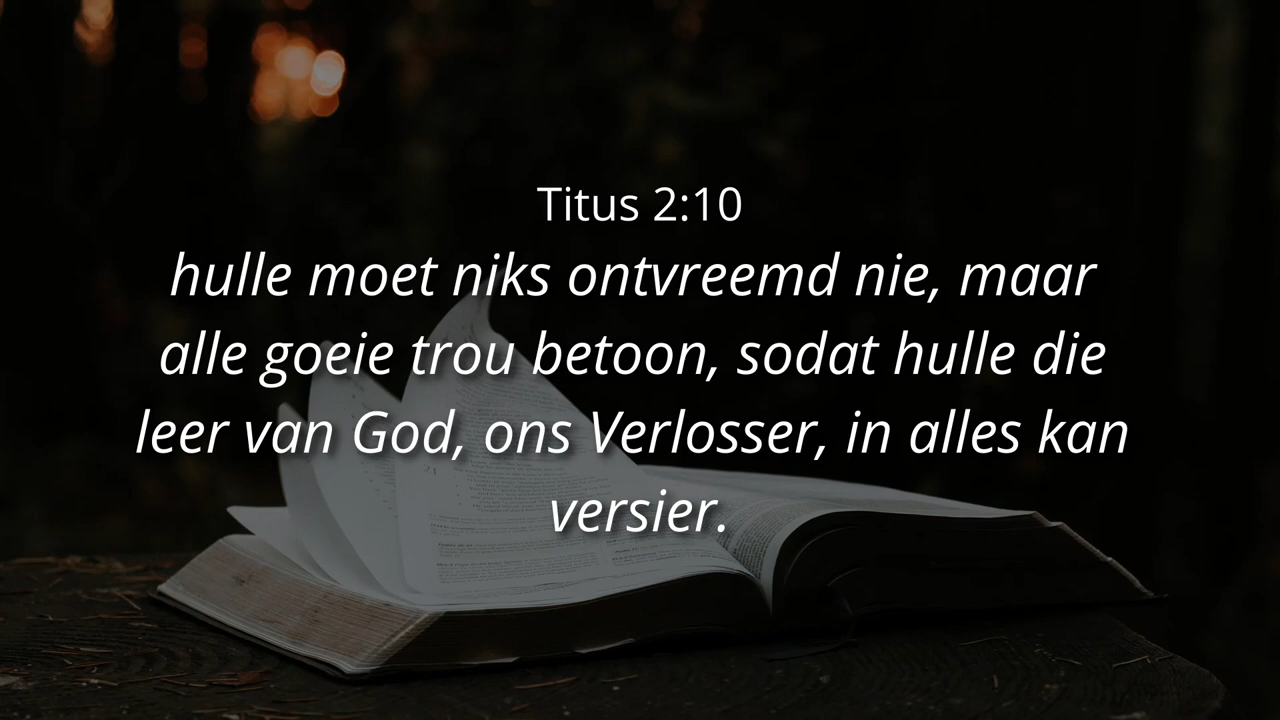 Titus 2:10
hulle moet niks ontvreemd nie, maar
alle goeie trou betoon, sodat hulle die
leer van God, ons Verlosser, in alles kan
versier.